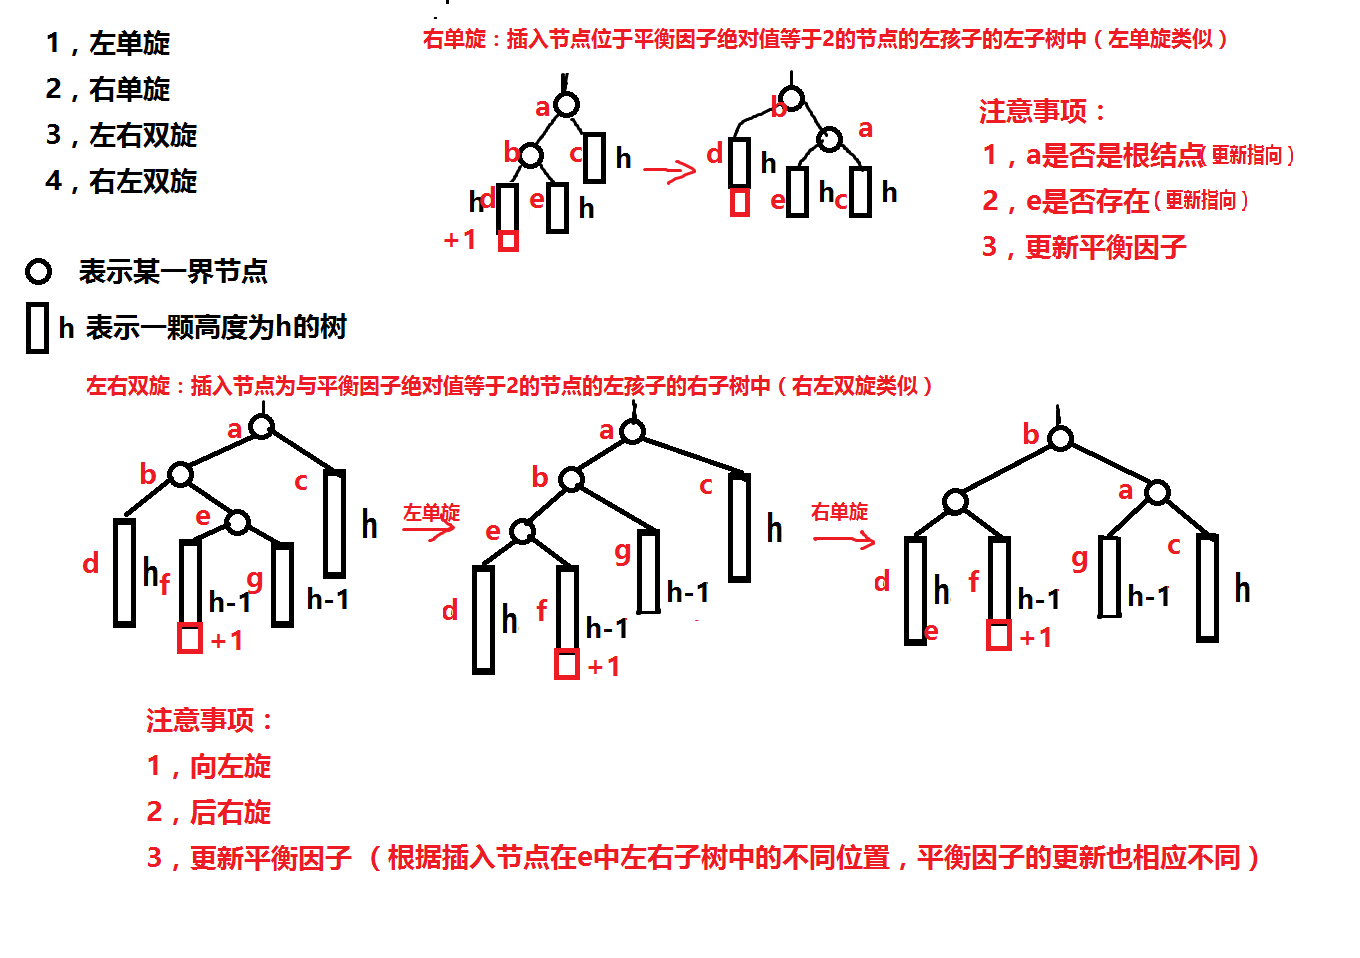 1，左单旋
2，右单旋
3，左右双旋
4，右左双旋
右单旋：插入节点位于平衡因子绝对值等于2的节点的左孩子的左子树中（左单旋类似）
a
b
c
h
d
h
e
h
+1
b
a
d
h
e
h
c
h
注意事项：
1，a是否是根结点（更新指向）
2，e是否存在（更新指向）
3，更新平衡因子
表示某一界节点
h 表示一颗高度为h的树
左右双旋：插入节点为与平衡因子绝对值等于2的节点的左孩子的右子树中（右左双旋类似）
a
b
c
e
h
d
h
f
h-1
g
h-1
+1
左单旋
a
b
c
e
g
h
d
h
f
h-1
h-1
+1
右单旋
b
a
d
h
f
h-1
g
h-1
c
h
e
+1
注意事项：
1，向左旋
2，后右旋
3，更新平衡因子 （根据插入节点在e中左右子树中的不同位置，平衡因子的更新也相应不同）